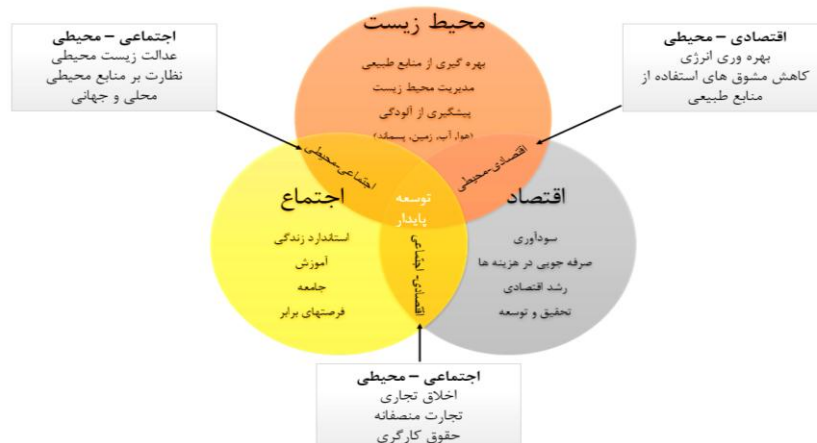 محیط زیست
بهره گیری از منابع طبیعی
مدیریت محیط زیست
پیشگیری از آلودگی
(هوا، آب، زمین، پسماند)
اقتصادی – محیطی
بهره وری انرژی
کاهش مشوق های استفاده از
منابع طبیعی
اجتماعی – محیطی
عدالت زیست محیطی
نظارت بر منابع محیطی
محلی و جهانی
اقتصادی-محیطی
اجتماعی-محیطی
توسعه
پایدار
اقتصادی- اجتماعی
اقتصاد
سودآوری
صرفه جویی در هزینه ها
رشد اقتصادی
تحقیق و توسعه
اجتماع
استاندارد زندگی
آموزش
جامعه
فرصتهای برابر
اجتماعی – محیطی
اخلاق تجاری
تجارت منصفانه
حقوق کارگری